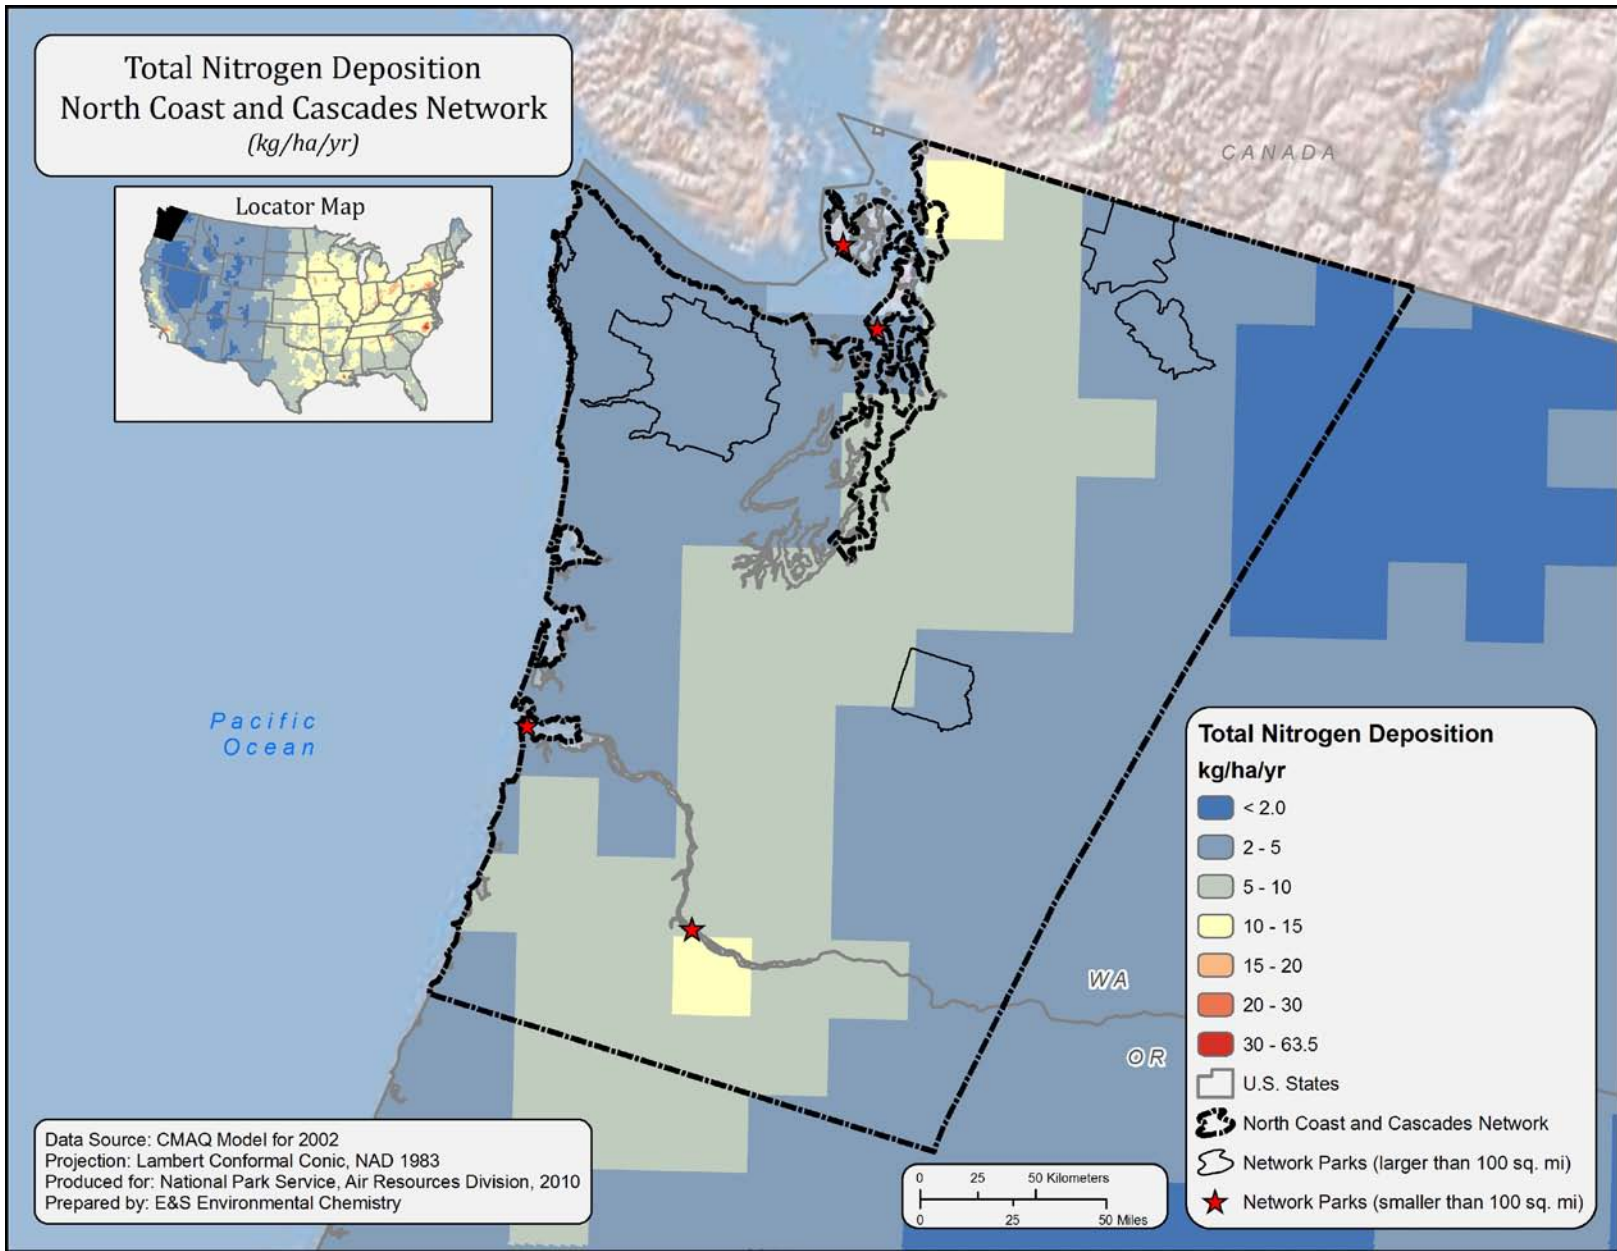 Total Nitrogen Deposition
North Coast and Cascades Network
(kg/ha/yr)
Locator Map
CANADA
Pacific
Ocean
WA
OR
Total Nitrogen Deposition
kg/ha/yr
< 2.0
2 - 5
5 - 10
10 - 15
15 - 20
20 - 30
30 - 63.5
U.S. States
North Coast and Cascades Network
Network Parks (larger than 100 sq. mi)
Network Parks (smaller than 100 sq. mi)
Data Source: CMAQ Model for 2002
Projection: Lambert Conformal Conic, NAD 1983
Produced for: National Park Service, Air Resources Division, 2010
Prepared by: E&S Environmental Chemistry
0 25 50 Kilometers
0 25 50 Miles